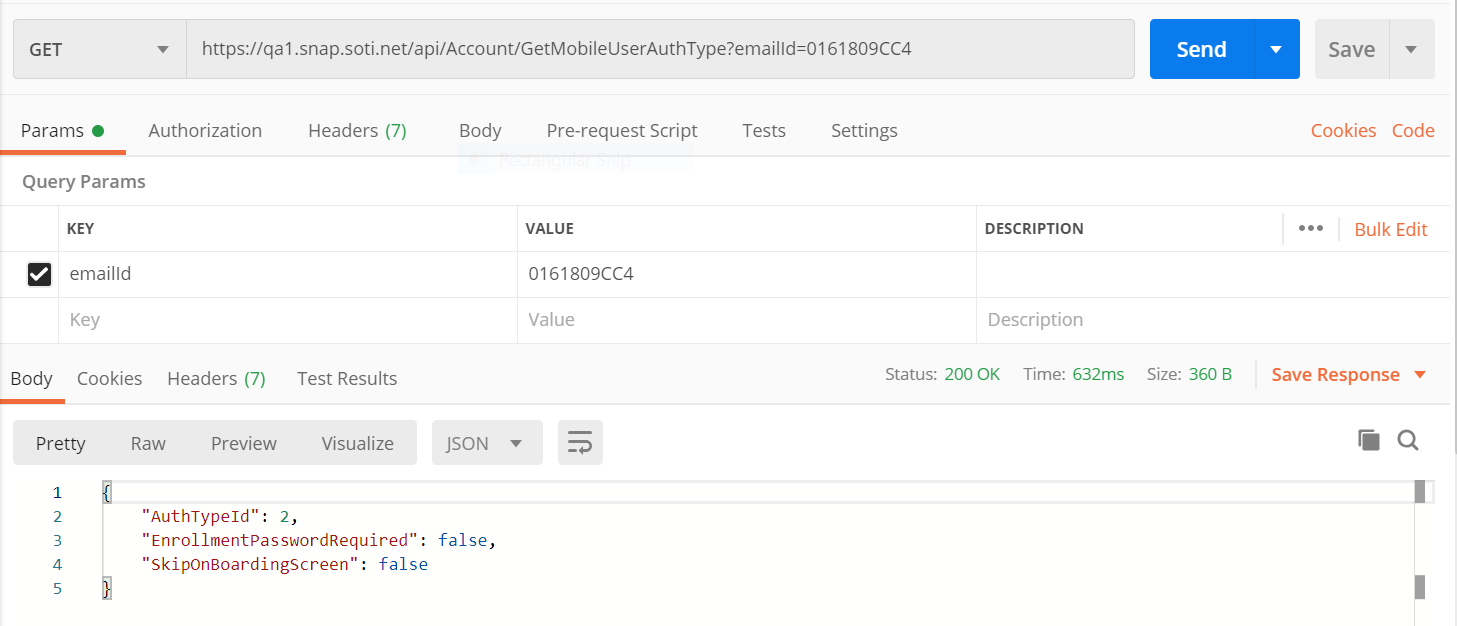 GET https://qa1.snap.soti.net/api/Account/GetMobileUserAuthType?emailId=0161809CC4 Send Save
Params Authorization Headers (7) Body Pre-request Script Tests Settings Cookies Code
Rectangular Snip
Query Params
KEY VALUE DESCRIPTION ••• Bulk Edit
emailId 0161809CC4
Key Value Description
Body Cookies Headers (7) Test Results Status: 200 OK Time: 632ms Size: 360 B Save Response
Pretty Raw Preview Visualize JSON
1 {
2 "AuthTypeId": 2,
3 "EnrollmentPasswordRequired": false,
4 "SkipOnBoardingScreen": false
5 }